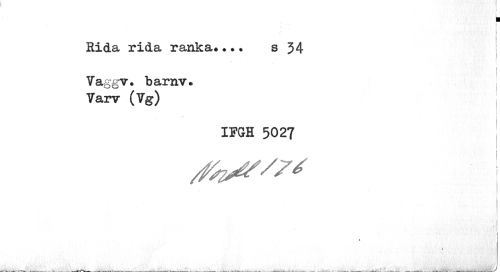 Rida rida ranka.... s 34
Vaggv. barnv.
Varv (Vg)
IFGH 5027
Nordl 176